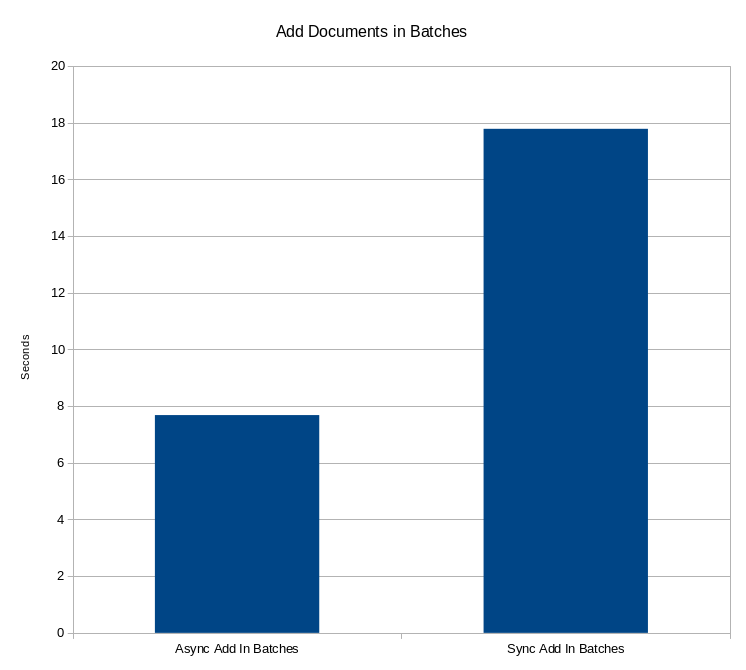 Add Documents in Batches
20
18
16
14
12
10
8
6
4
2
0
Seconds
Async Add In Batches
Sync Add In Batches